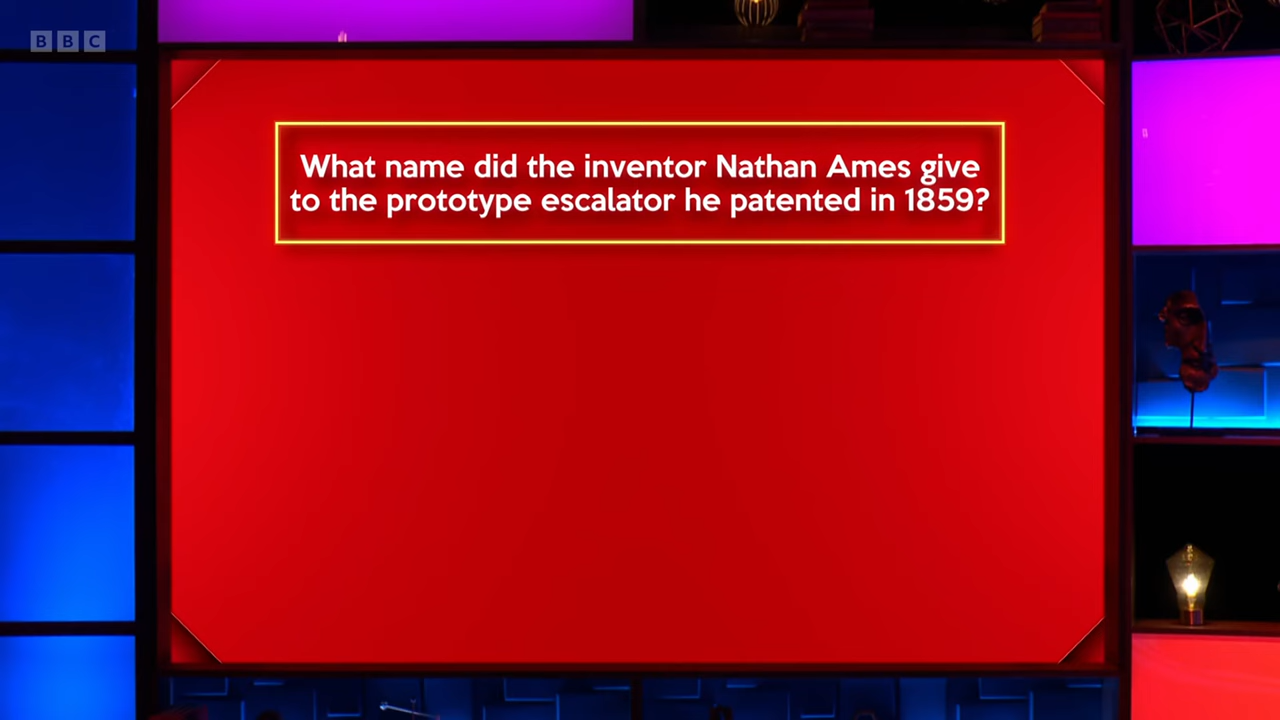 BBC
What name did the inventor Nathan Ames give
to the prototype escalator he patented in 1859?